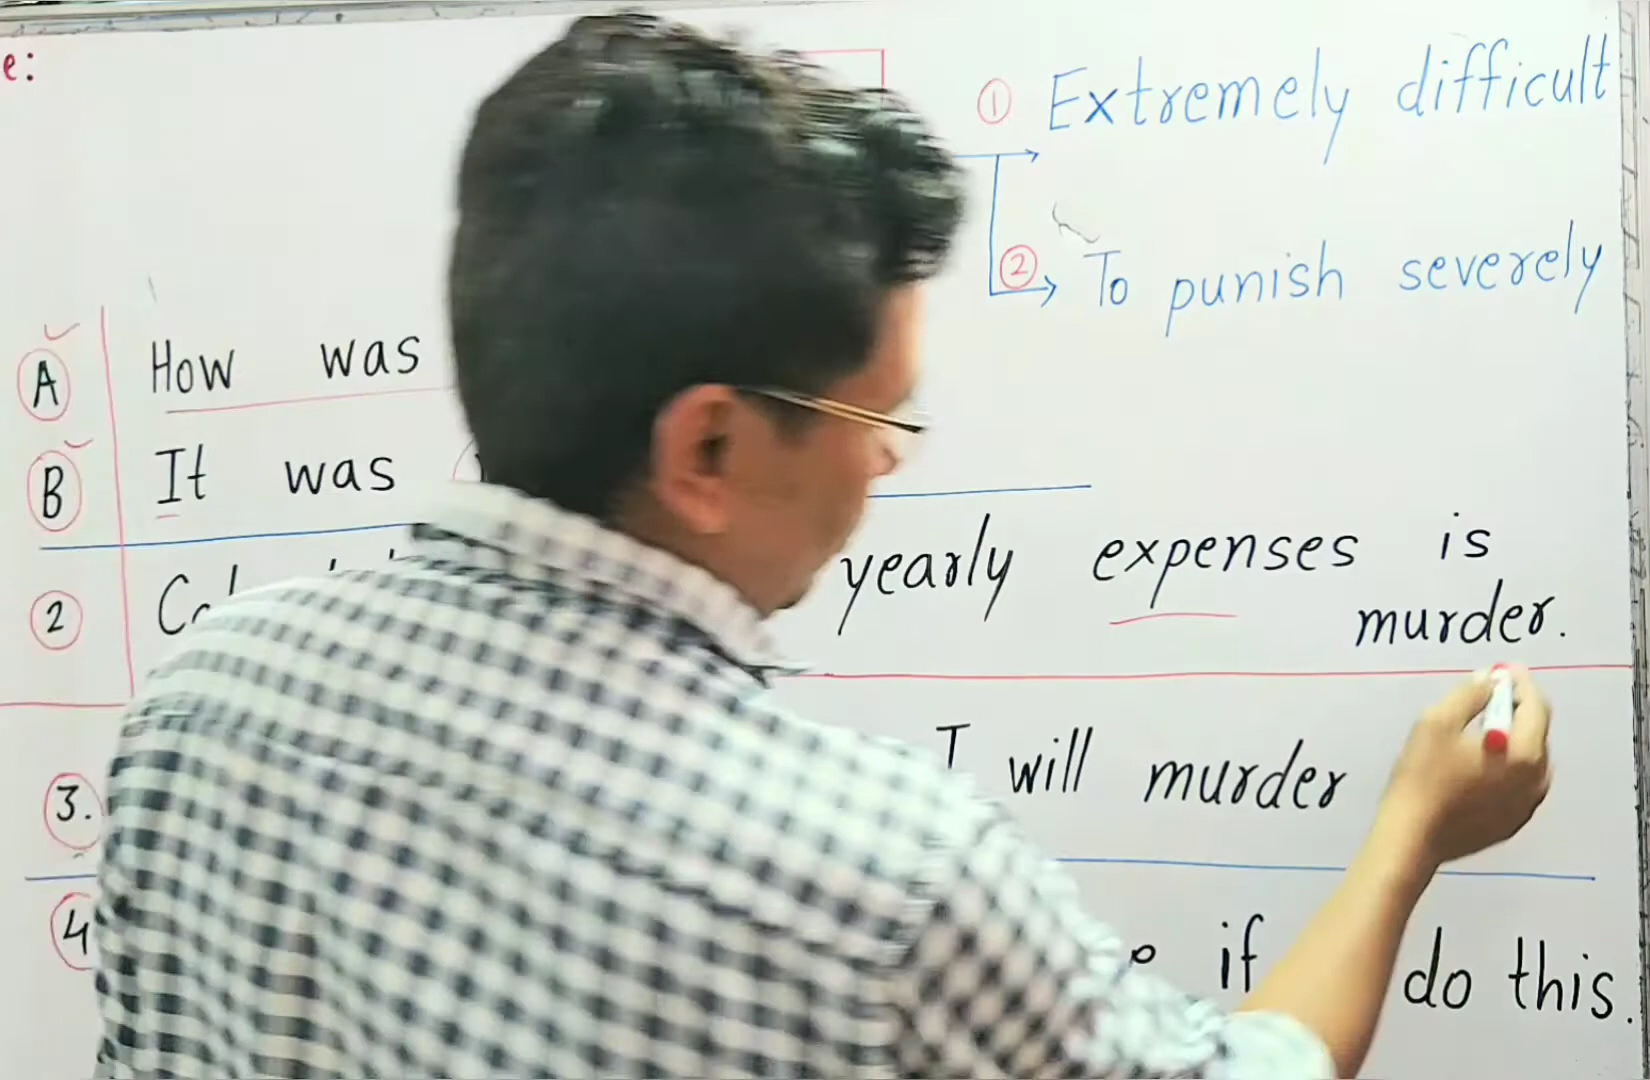 e:
① Extremely difficult
② To punish severely
A How was
B It was
2 yearly expenses is
murder.
3. I will murder
4 if do this.